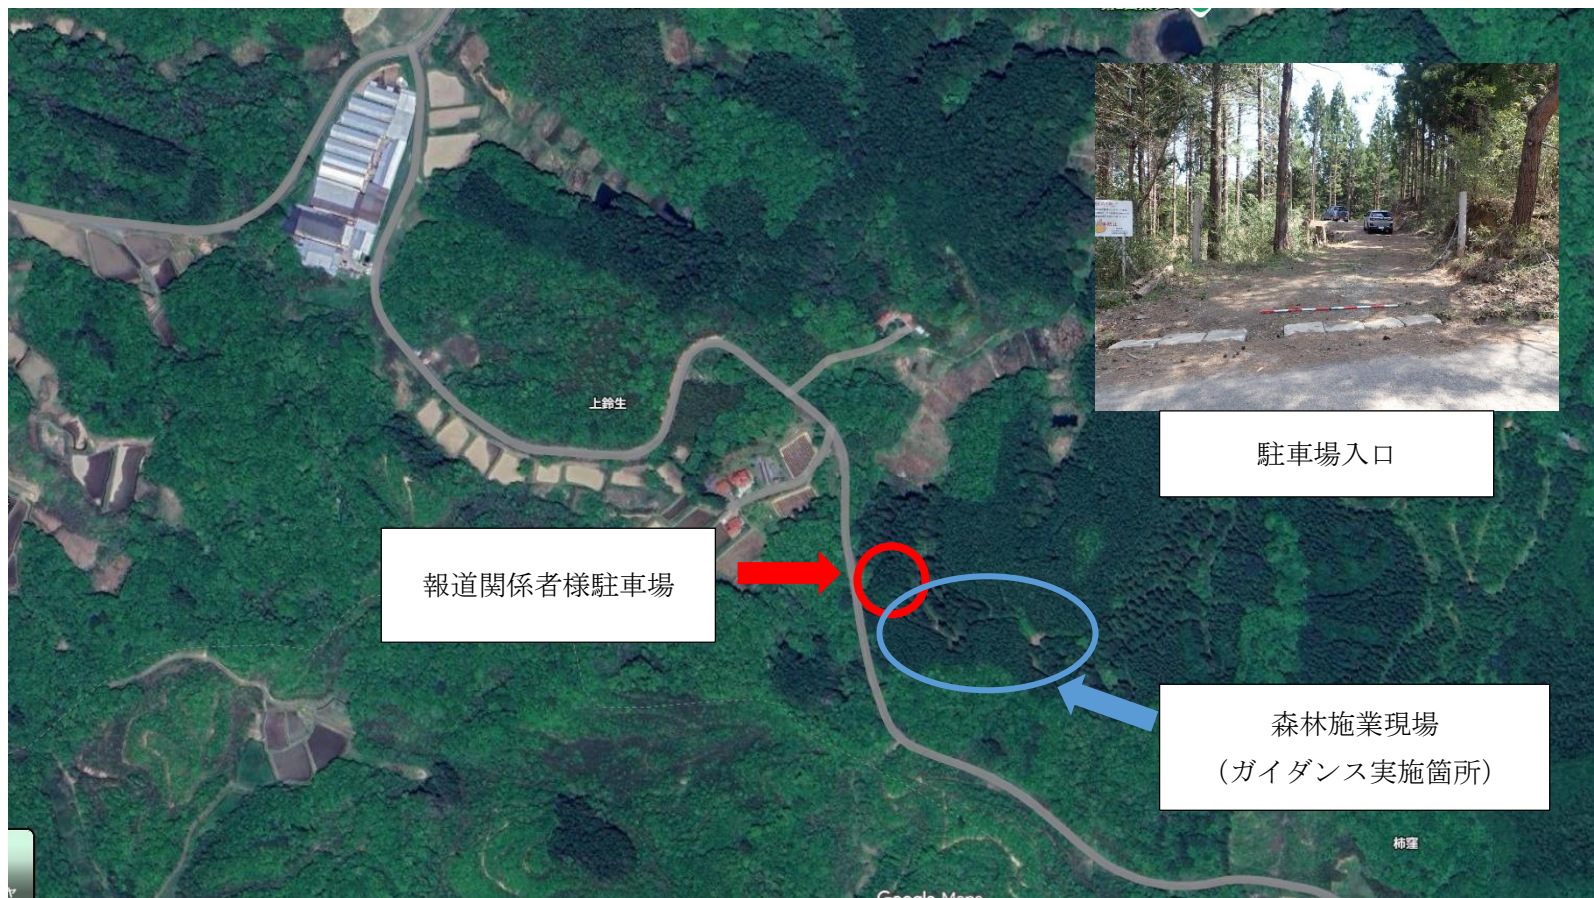 駐車場入口
上鈴生
報道関係者様駐車場
森林施業現場
(ガイダンス実施箇所)
柿窪
Google Maps